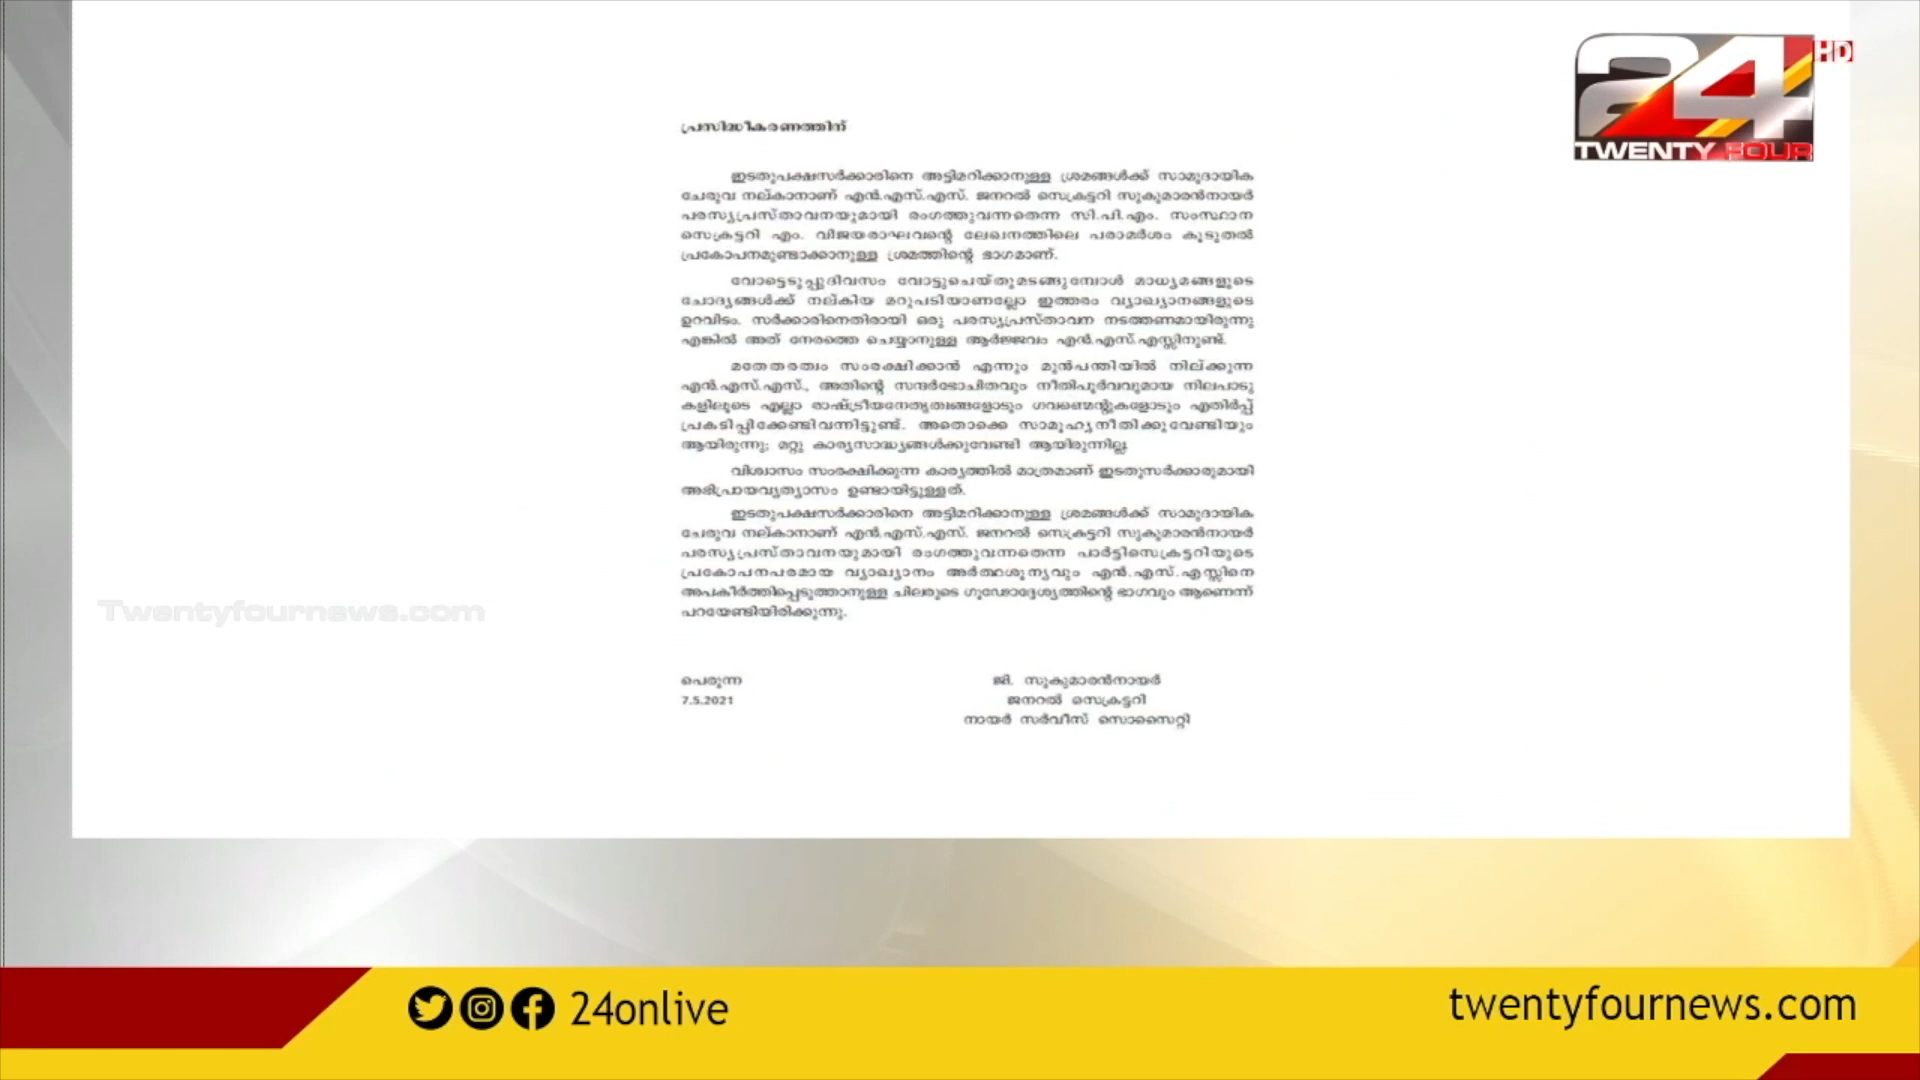 24 HD
TWENTY FOUR
പ്രസിദ്ധീകരണത്തിന്
ഇടതുപക്ഷസർക്കാരിനെ അട്ടിമറിക്കാനുള്ള ശ്രമങ്ങൾക്ക് സാമുദായിക
ചേരുവ നല്കാനാണ് എൻ.എസ്.എസ്. ജനറൽ സെക്രട്ടറി സുകുമാരൻനായർ
പരസ്യപ്രസ്താവനയുമായി രംഗത്തുവന്നതെന്ന സി.പി.എം. സംസ്ഥാന
സെക്രട്ടറി എം. വിജയരാഘവന്റെ ലേഖനത്തിലെ പരാമർശം കൂടുതൽ
പ്രകോപനമുണ്ടാക്കാനുള്ള ശ്രമത്തിന്റെ ഭാഗമാണ്.
വോട്ടെടുപ്പുദിവസം വോട്ടുചെയ്തുമടങ്ങുമ്പോൾ മാധ്യമങ്ങളുടെ
ചോദ്യങ്ങൾക്ക് നല്കിയ മറുപടിയാണല്ലോ ഇത്തരം വ്യാഖ്യാനങ്ങളുടെ
ഉറവിടം. സർക്കാരിനെതിരായി ഒരു പരസ്യപ്രസ്താവന നടത്തണമായിരുന്നു
എങ്കിൽ അത് നേരത്തെ ചെയ്യാനുള്ള ആർജ്ജവം എൻ.എസ്.എസ്സിനുണ്ട്.
മതേതരത്വം സംരക്ഷിക്കാൻ എന്നും മുൻപന്തിയിൽ നില്ക്കുന്ന
എൻ.എസ്.എസ്., അതിന്റെ സന്ദർഭോചിതവും നീതിപൂർവവുമായ നിലപാടു
കളിലൂടെ എല്ലാ രാഷ്ട്രീയനേതൃത്വങ്ങളോടും ഗവണ്മെന്റുകളോടും എതിർപ്പ്
പ്രകടിപ്പിക്കേണ്ടിവന്നിട്ടുണ്ട്. അതൊക്കെ സാമൂഹ്യനീതിക്കുവേണ്ടിയും
ആയിരുന്നു; മറ്റു കാര്യസാദ്ധ്യങ്ങൾക്കുവേണ്ടി ആയിരുന്നില്ല.
വിശ്വാസം സംരക്ഷിക്കുന്ന കാര്യത്തിൽ മാത്രമാണ് ഇടതുസർക്കാരുമായി
അഭിപ്രായവ്യത്യാസം ഉണ്ടായിട്ടുള്ളത്.
ഇടതുപക്ഷസർക്കാരിനെ അട്ടിമറിക്കാനുള്ള ശ്രമങ്ങൾക്ക് സാമുദായിക
ചേരുവ നല്കാനാണ് എൻ.എസ്.എസ്. ജനറൽ സെക്രട്ടറി സുകുമാരൻനായർ
പരസ്യപ്രസ്താവനയുമായി രംഗത്തുവന്നതെന്ന പാർട്ടിസെക്രട്ടറിയുടെ
പ്രകോപനപരമായ വ്യാഖ്യാനം അർത്ഥശൂന്യവും എൻ.എസ്.എസ്സിനെ
അപകീർത്തിപ്പെടുത്താനുള്ള ചിലരുടെ ഗൂഢോദ്ദേശ്യത്തിന്റെ ഭാഗവും ആണെന്ന്
പറയേണ്ടിയിരിക്കുന്നു.
Twentyfournews.com
പെരുന്ന
7.5.2021
ജി. സുകുമാരൻനായർ
ജനറൽ സെക്രട്ടറി
നായർ സർവീസ് സൊസൈറ്റി
24onlive
twentyfournews.com